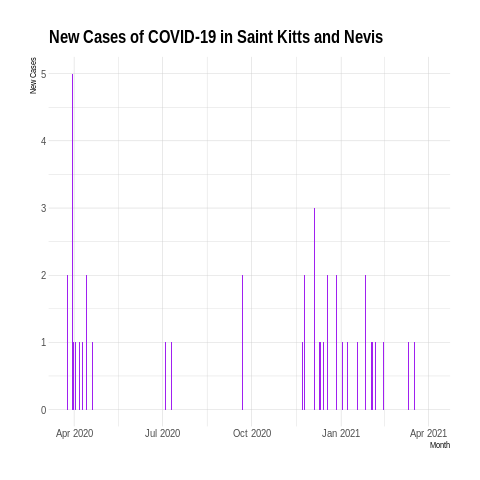 New Cases of COVID-19 in Saint Kitts and Nevis
New Cases
5
4
3
2
1
0
Apr 2020 Jul 2020 Oct 2020 Jan 2021 Apr 2021
Month